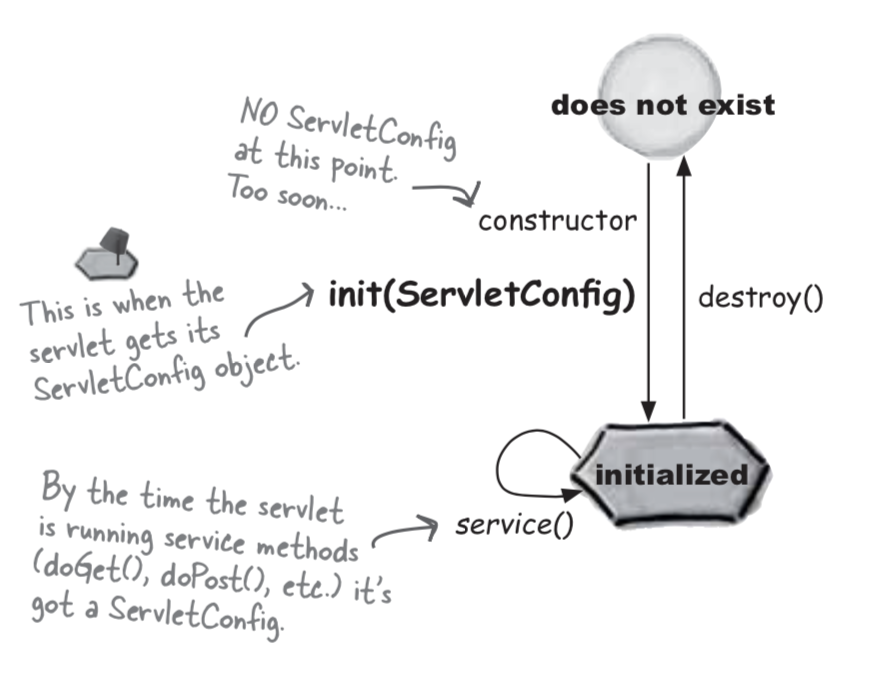 does not exist
NO ServletConfig
at this point.
Too soon...
constructor
This is when the
servlet gets its
ServletConfig object.
init(ServletConfig)
destroy()
initialized
By the time the servlet
is running service methods
(doGet(), doPost(), etc.) it's
got a ServletConfig.
service()